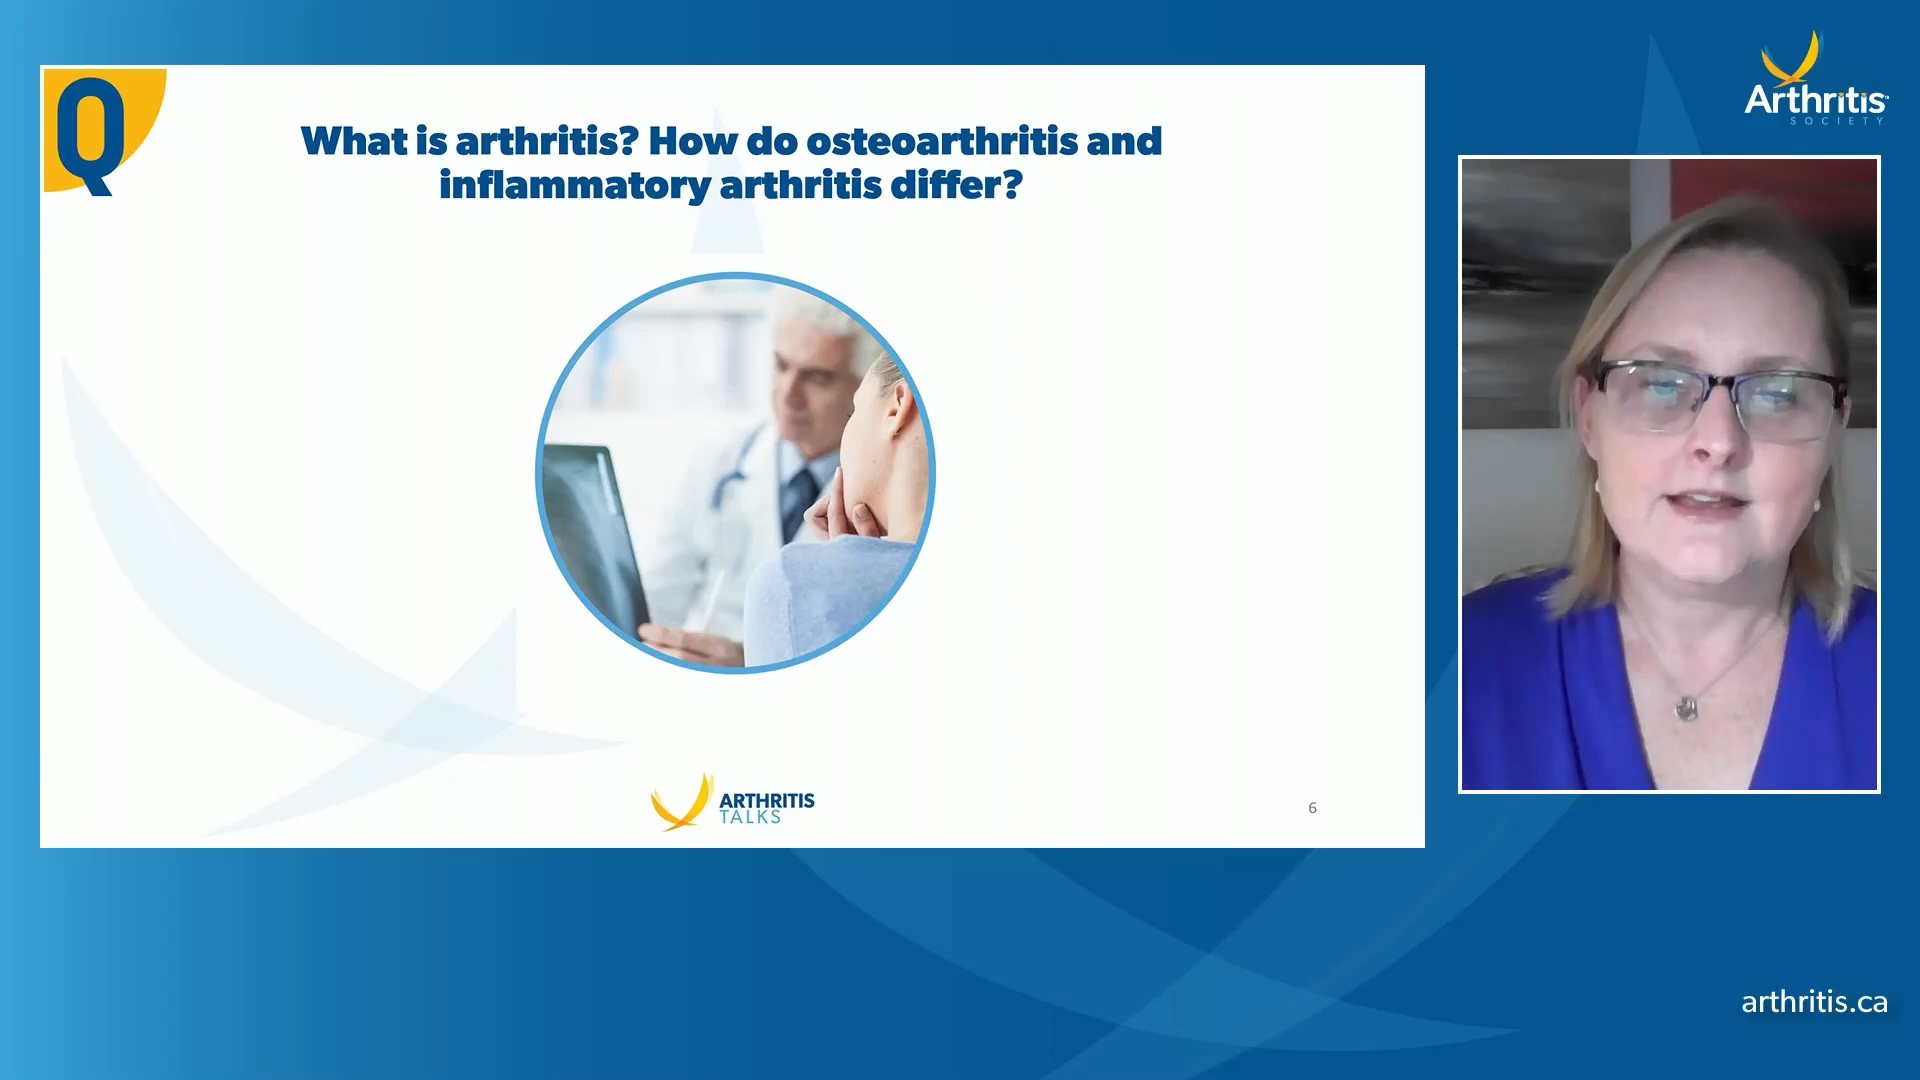 Q
What is arthritis? How do osteoarthritis and
inflammatory arthritis differ?
ARTHRITIS
TALKS
6
Arthritis
SOCIETY
arthritis.ca